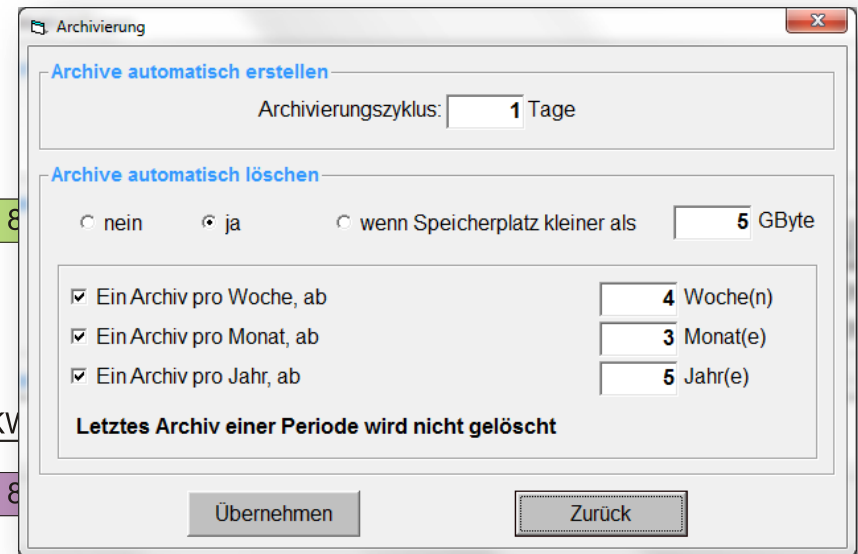 Archivierung
Archive automatisch erstellen
Archivierungszyklus: 1 Tage
Archive automatisch löschen
nein ja wenn Speicherplatz kleiner als 5 GByte
8
Ein Archiv pro Woche, ab 4 Woche(n)
Ein Archiv pro Monat, ab 3 Monat(e)
Ein Archiv pro Jahr, ab 5 Jahr(e)
Letztes Archiv einer Periode wird nicht gelöscht
8
Übernehmen Zurück